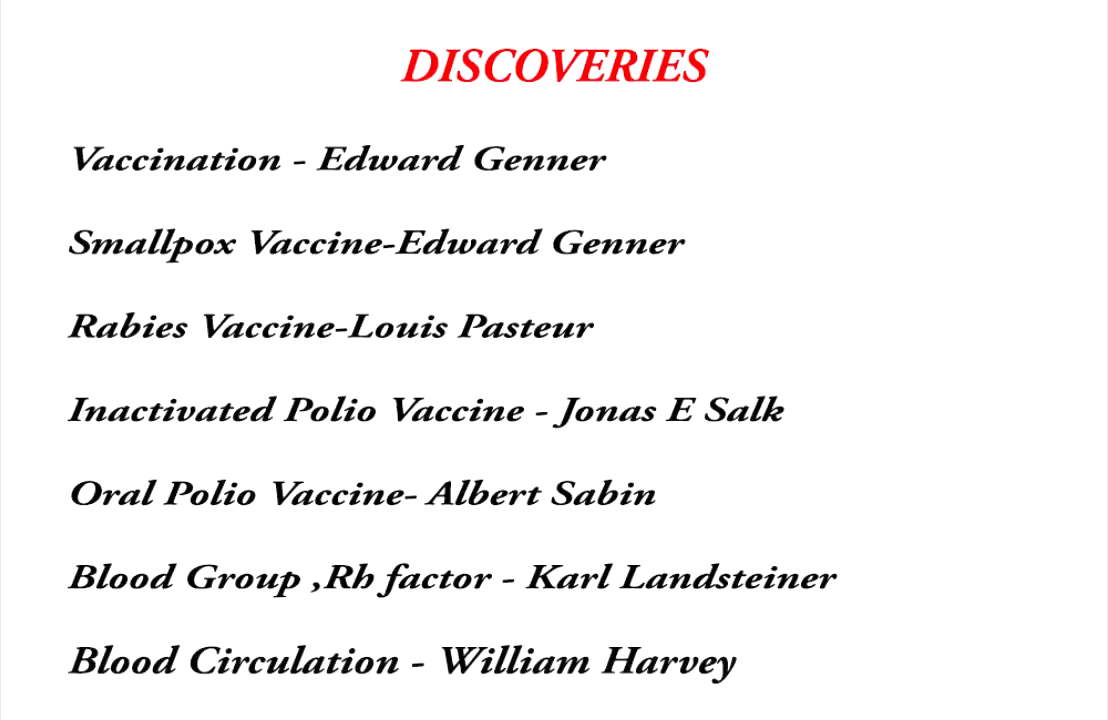 DISCOVERIES
Vaccination - Edward Genner
Smallpox Vaccine-Edward Genner
Rabies Vaccine-Louis Pasteur
Inactivated Polio Vaccine - Jonas E Salk
Oral Polio Vaccine- Albert Sabin
Blood Group ,Rh factor - Karl Landsteiner
Blood Circulation - William Harvey